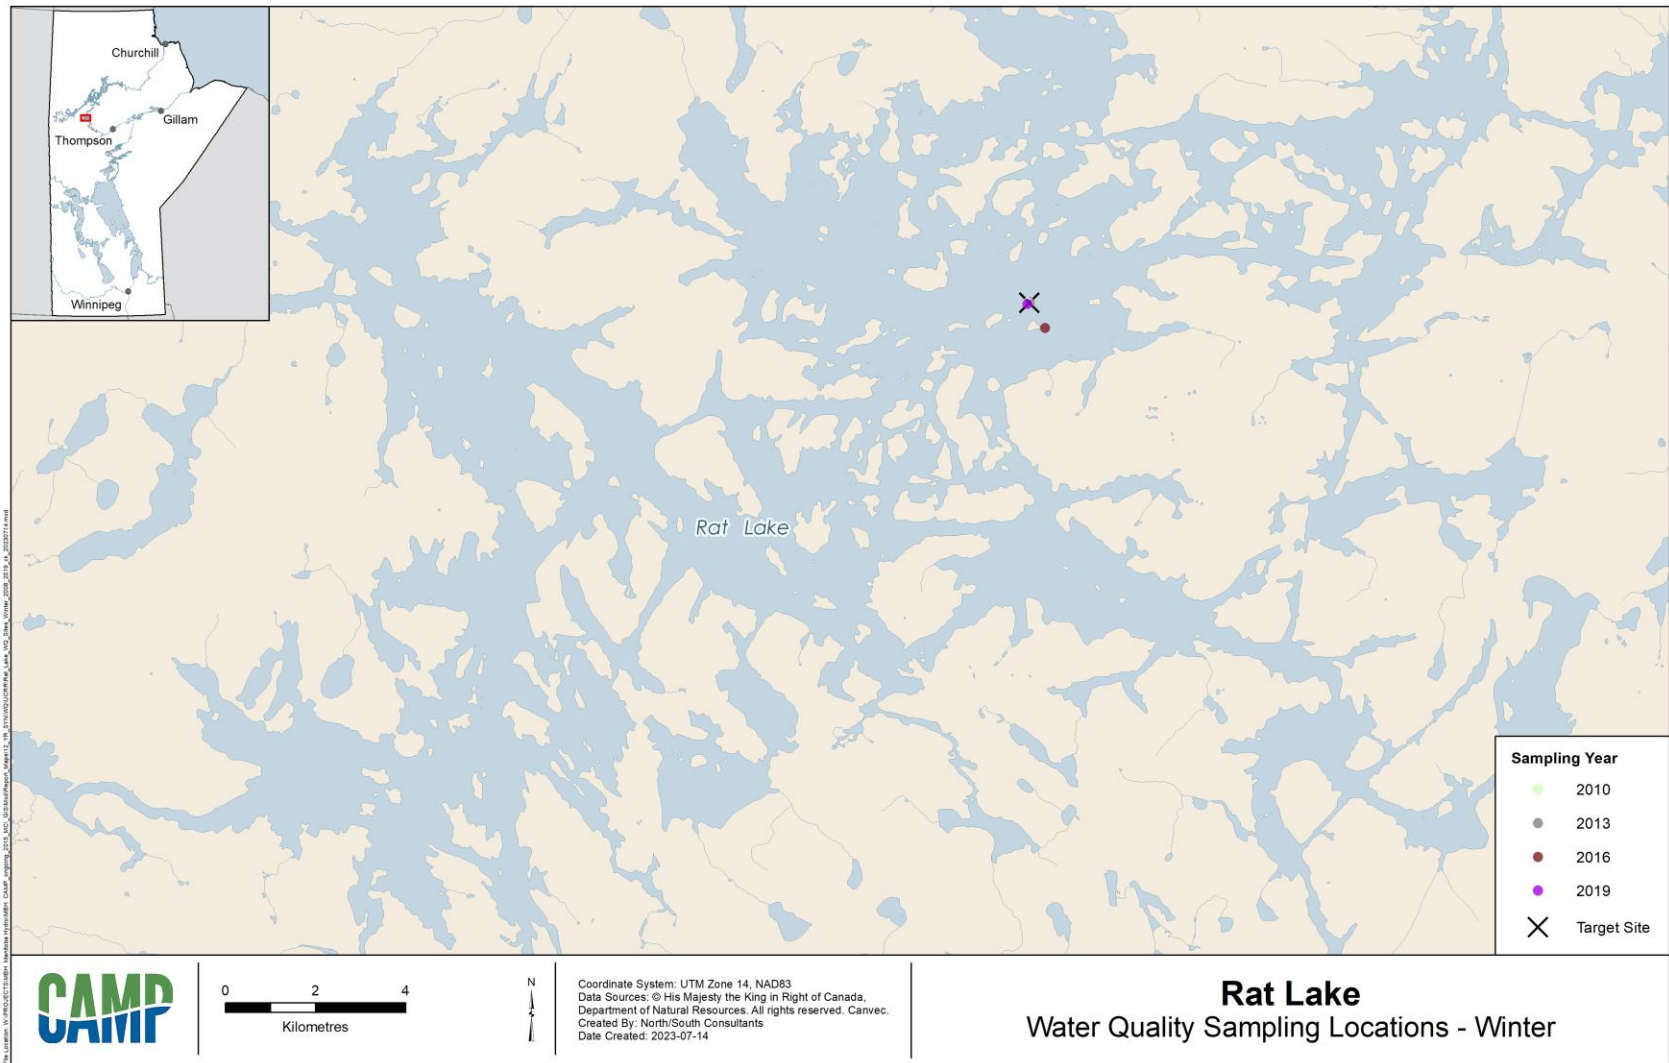 Churchill
Gillam
Thompson
Winnipeg
Rat Lake
Sampling Year
2010
2013
2016
2019
Target Site
CAMP
0 2 4
Kilometres
N
Coordinate System: UTM Zone 14, NAD83
Data Sources: © His Majesty the King in Right of Canada,
Department of Natural Resources. All rights reserved. Canvec.
Created By: North/South Consultants
Date Created: 2023-07-14
Rat Lake
Water Quality Sampling Locations - Winter